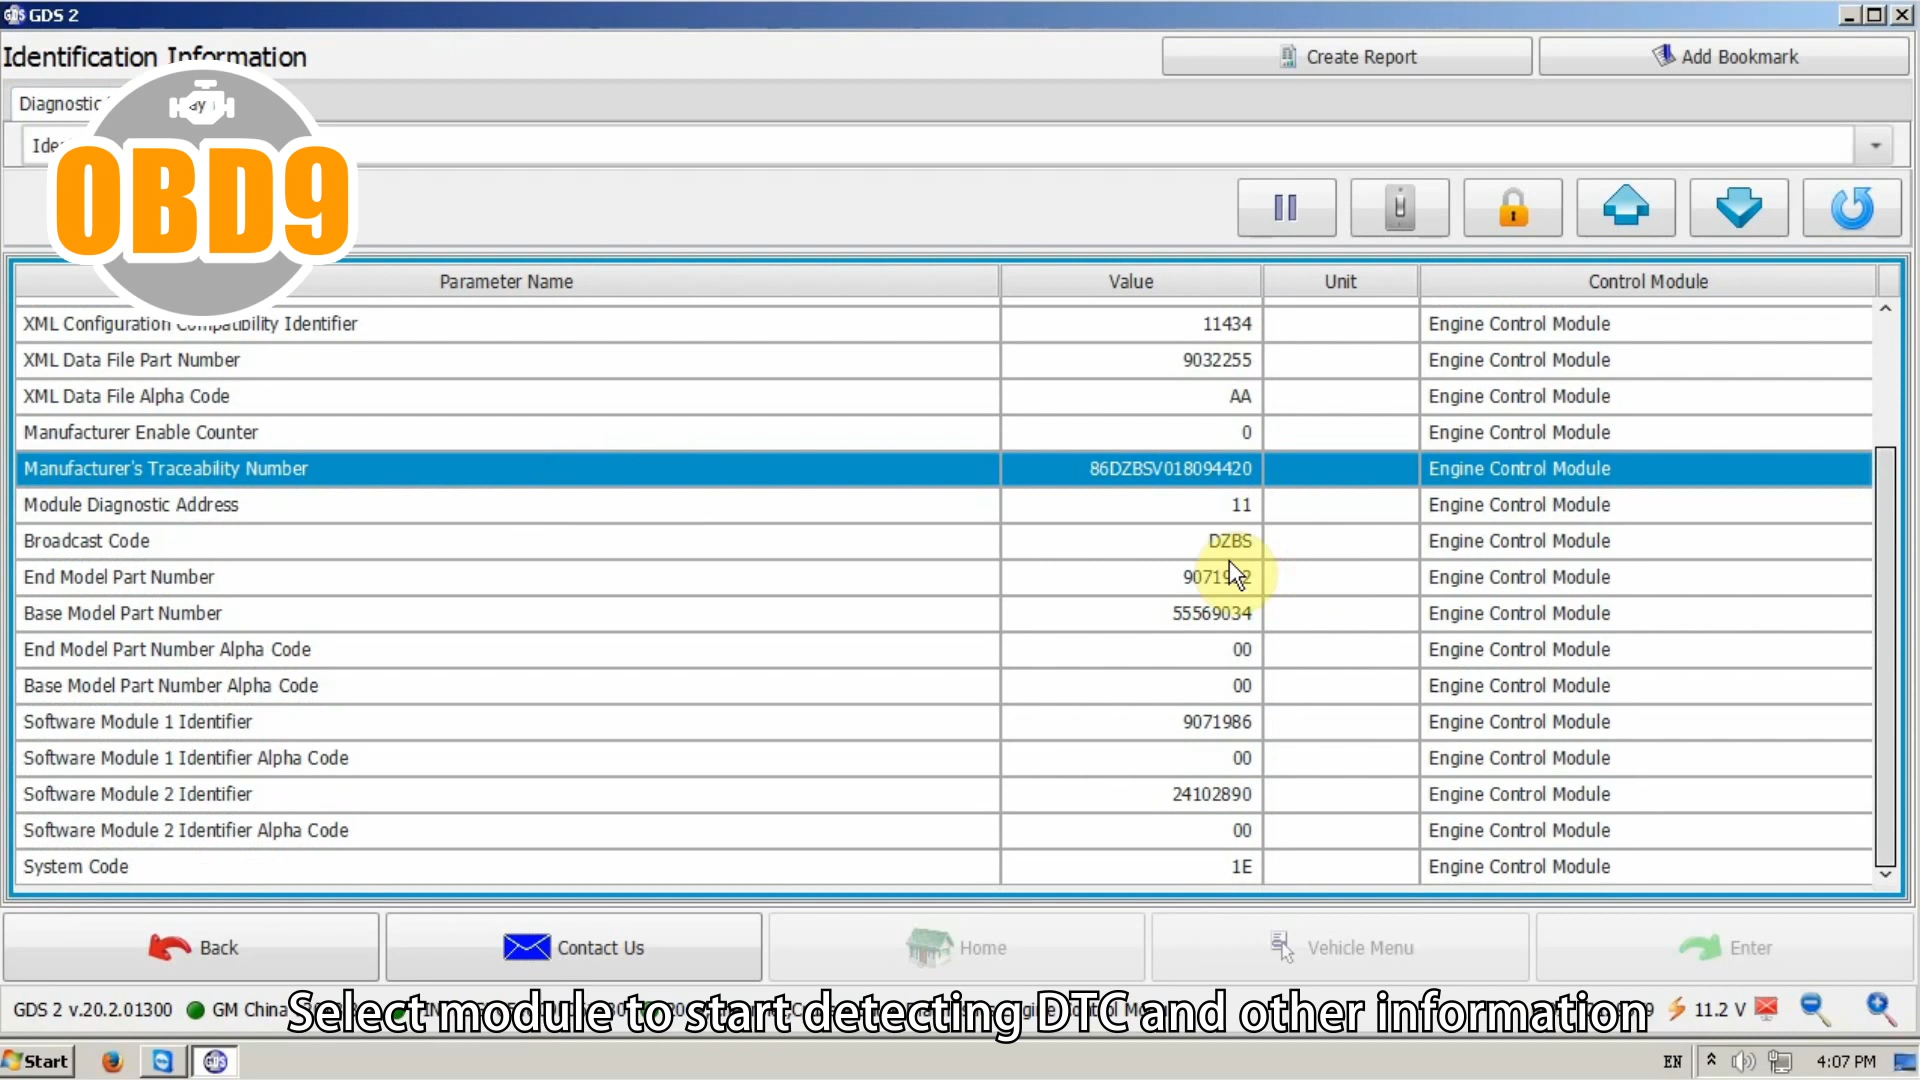 GDS 2
Identification Information
Create Report
Add Bookmark
Diagnostic
OBD9
Parameter Name Value Unit Control Module
XML Configuration Compatibility Identifier 11434 Engine Control Module
XML Data File Part Number 9032255 Engine Control Module
XML Data File Alpha Code AA Engine Control Module
Manufacturer Enable Counter 0 Engine Control Module
Manufacturer's Traceability Number 86DZBSV018094420 Engine Control Module
Module Diagnostic Address 11 Engine Control Module
Broadcast Code DZBS Engine Control Module
End Model Part Number Engine Control Module
Base Model Part Number 55569034 Engine Control Module
End Model Part Number Alpha Code 00 Engine Control Module
Base Model Part Number Alpha Code 00 Engine Control Module
Software Module 1 Identifier 9071986 Engine Control Module
Software Module 1 Identifier Alpha Code 00 Engine Control Module
Software Module 2 Identifier 24102890 Engine Control Module
Software Module 2 Identifier Alpha Code 00 Engine Control Module
System Code 1E Engine Control Module
Back
Contact Us
Home
Vehicle Menu
Enter
GDS 2 v.20.2.01300 GM China 11.2 V
Select module to start detecting DTC and other information
Start
EN
4:07 PM